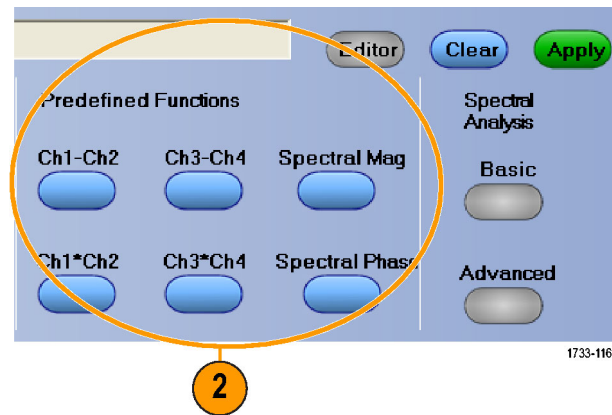 Editor Clear Apply
Predefined Functions
Spectral
Analysis
Ch1-Ch2 Ch3-Ch4 Spectral Mag
Basic
Ch1*Ch2 Ch3*Ch4 Spectral Phase
Advanced
1733-116
2